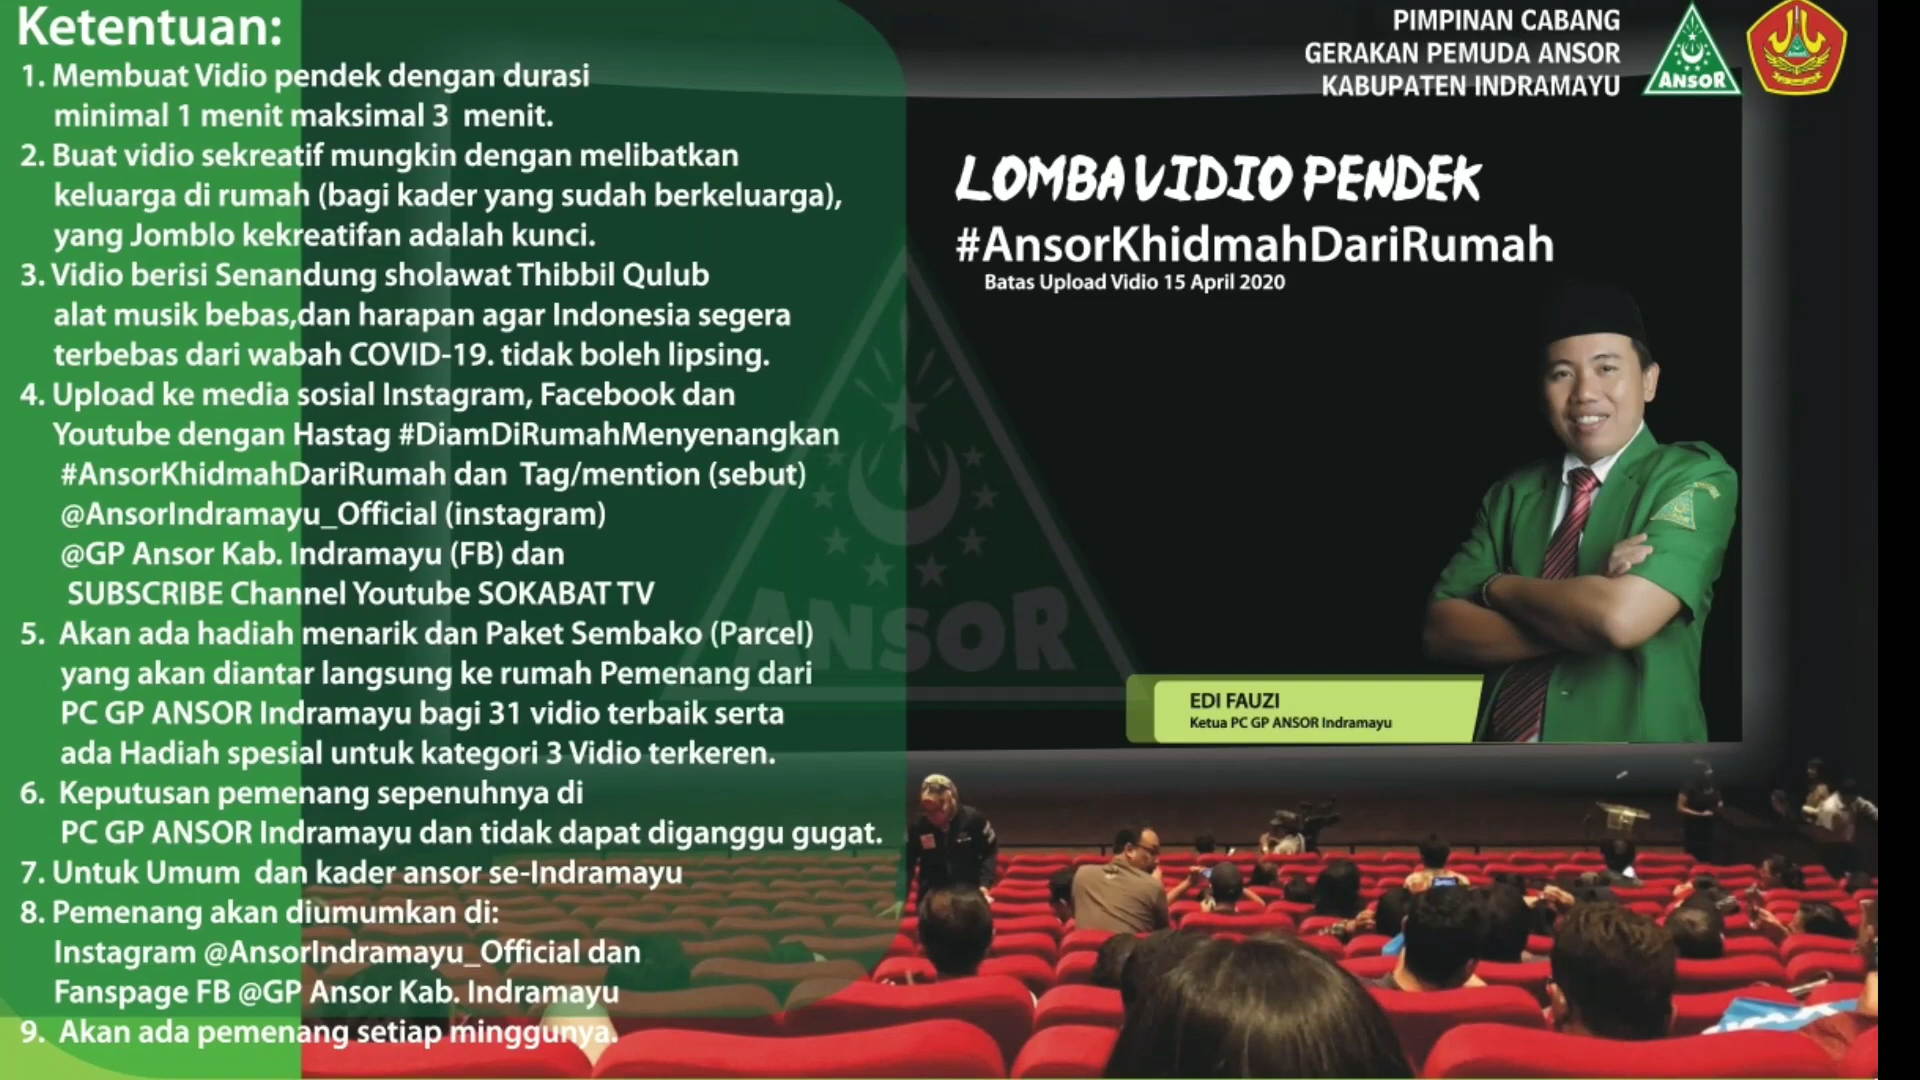 Ketentuan:
1. Membuat Vidio pendek dengan durasi
minimal 1 menit maksimal 3 menit.
2. Buat vidio sekreatif mungkin dengan melibatkan
keluarga di rumah (bagi kader yang sudah berkeluarga),
yang Jomblo kekreatifan adalah kunci.
3. Vidio berisi Senandung sholawat Thibbil Qulub
alat musik bebas,dan harapan agar Indonesia segera
terbebas dari wabah COVID-19. tidak boleh lipsing.
4. Upload ke media sosial Instagram, Facebook dan
Youtube dengan Hastag #DiamDiRumahMenyenangkan
#AnsorKhidmahDariRumah dan Tag/mention (sebut)
@AnsorIndramayu_Official (instagram)
@GP Ansor Kab. Indramayu (FB) dan
SUBSCRIBE Channel Youtube SOKABAT TV
5. Akan ada hadiah menarik dan Paket Sembako (Parcel)
yang akan diantar langsung ke rumah Pemenang dari
PC GP ANSOR Indramayu bagi 31 vidio terbaik serta
ada Hadiah spesial untuk kategori 3 Vidio terkeren.
6. Keputusan pemenang sepenuhnya di
PC GP ANSOR Indramayu dan tidak dapat diganggu gugat.
7. Untuk Umum dan kader ansor se-Indramayu
8. Pemenang akan diumumkan di:
Instagram @AnsorIndramayu_Official dan
Fanspage FB @GP Ansor Kab. Indramayu
9. Akan ada pemenang setiap minggunya.
PIMPINAN CABANG
GERAKAN PEMUDA ANSOR
KABUPATEN INDRAMAYU
ANSOR
LOMBA VIDIO PENDEK
#AnsorKhidmahDariRumah
Batas Upload Vidio 15 April 2020
ANSOR
EDI FAUZI
Ketua PC GP ANSOR Indramayu